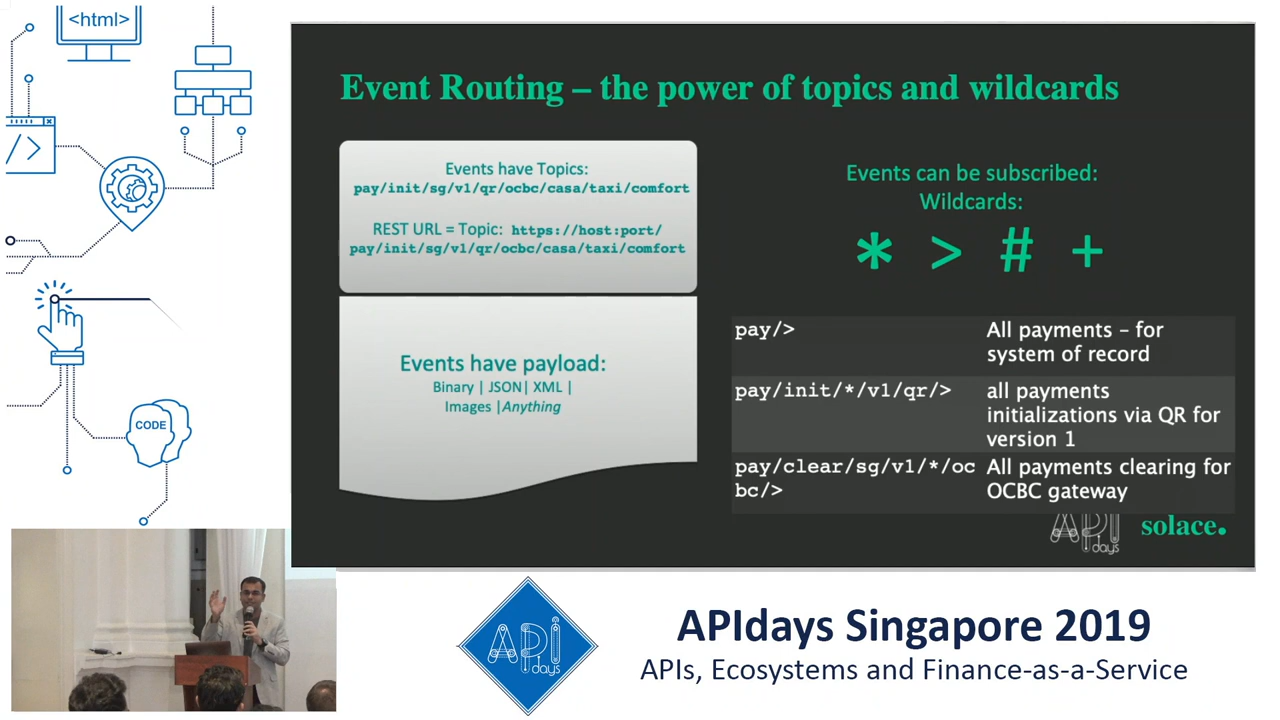 <html>
</>
CODE
Event Routing – the power of topics and wildcards
Events have Topics:
pay/init/sg/v1/qr/ocbc/casa/taxi/comfort
REST URL = Topic: https://host:port/
pay/init/sg/v1/qr/ocbc/casa/taxi/comfort
Events have payload:
Binary | JSON| XML |
Images |Anything
Events can be subscribed:
Wildcards:
* > # +
pay/> All payments – for
system of record
pay/init/*/v1/qr/> all payments
initializations via QR for
version 1
pay/clear/sg/v1/*/oc All payments clearing for
bc/> OCBC gateway
API days
solace.
API days
APIdays Singapore 2019
APIs, Ecosystems and Finance-as-a-Service